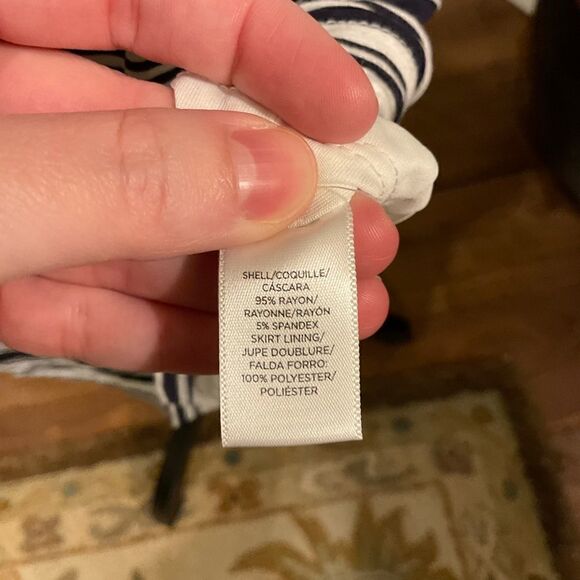 SHELL/COQUILLE/
CÁSCARA
95% RAYON/
RAYONNE/RAYÓN
5% SPANDEX
SKIRT LINING/
JUPE DOUBLURE/
FALDA FORRO:
100% POLYESTER/
POLIÉSTER